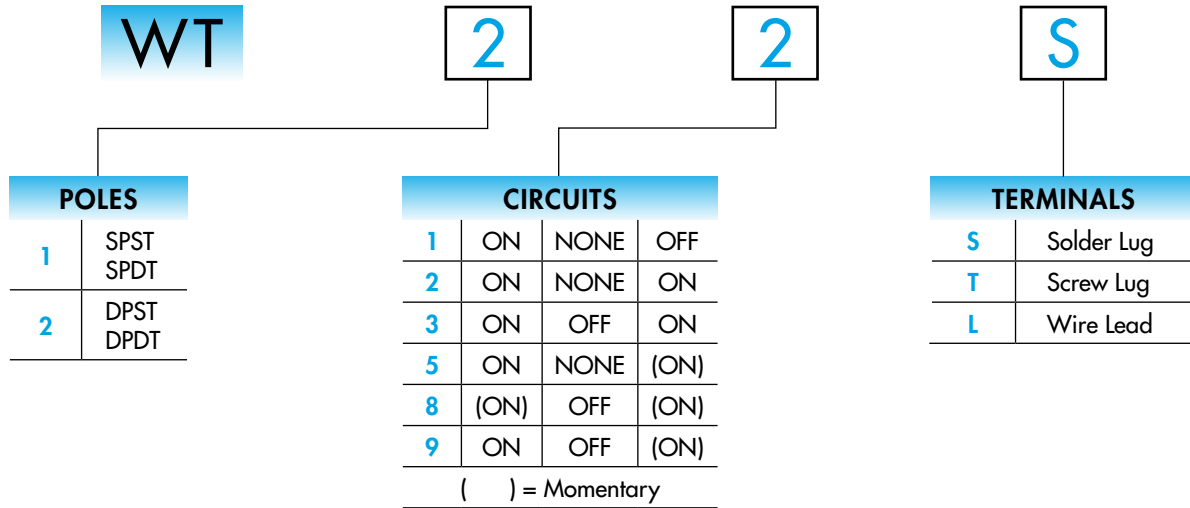 WT 2 2 S
POLES
1 SPST
SPDT
2 DPST
DPDT
CIRCUITS
1 ON NONE OFF
2 ON NONE ON
3 ON OFF ON
5 ON NONE (ON)
8 (ON) OFF (ON)
9 ON OFF (ON)
( ) = Momentary
TERMINALS
S Solder Lug
T Screw Lug
L Wire Lead